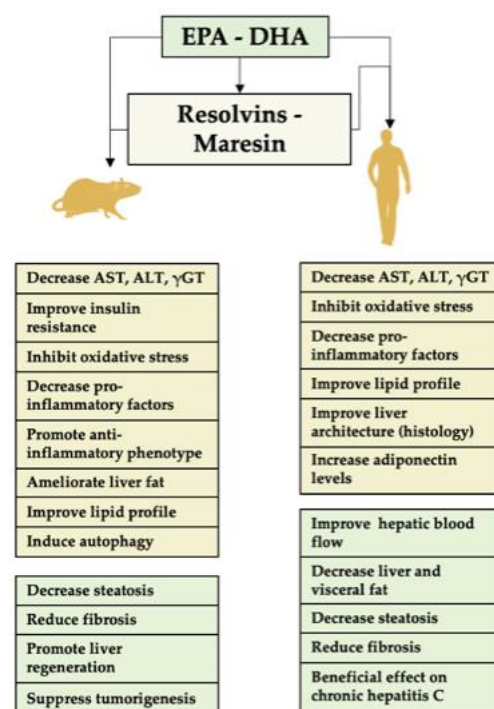 EPA - DHA
Resolvins -
Maresin
Decrease AST, ALT, γGT
Improve insulin
resistance
Inhibit oxidative stress
Decrease pro-
inflammatory factors
Promote anti-
inflammatory phenotype
Ameliorate liver fat
Improve lipid profile
Induce autophagy
Decrease steatosis
Reduce fibrosis
Promote liver
regeneration
Suppress tumorigenesis
Decrease AST, ALT, γGT
Inhibit oxidative stress
Decrease pro-
inflammatory factors
Improve lipid profile
Improve liver
architecture (histology)
Increase adiponectin
levels
Improve hepatic blood
flow
Decrease liver and
visceral fat
Decrease steatosis
Reduce fibrosis
Beneficial effect on
chronic hepatitis C